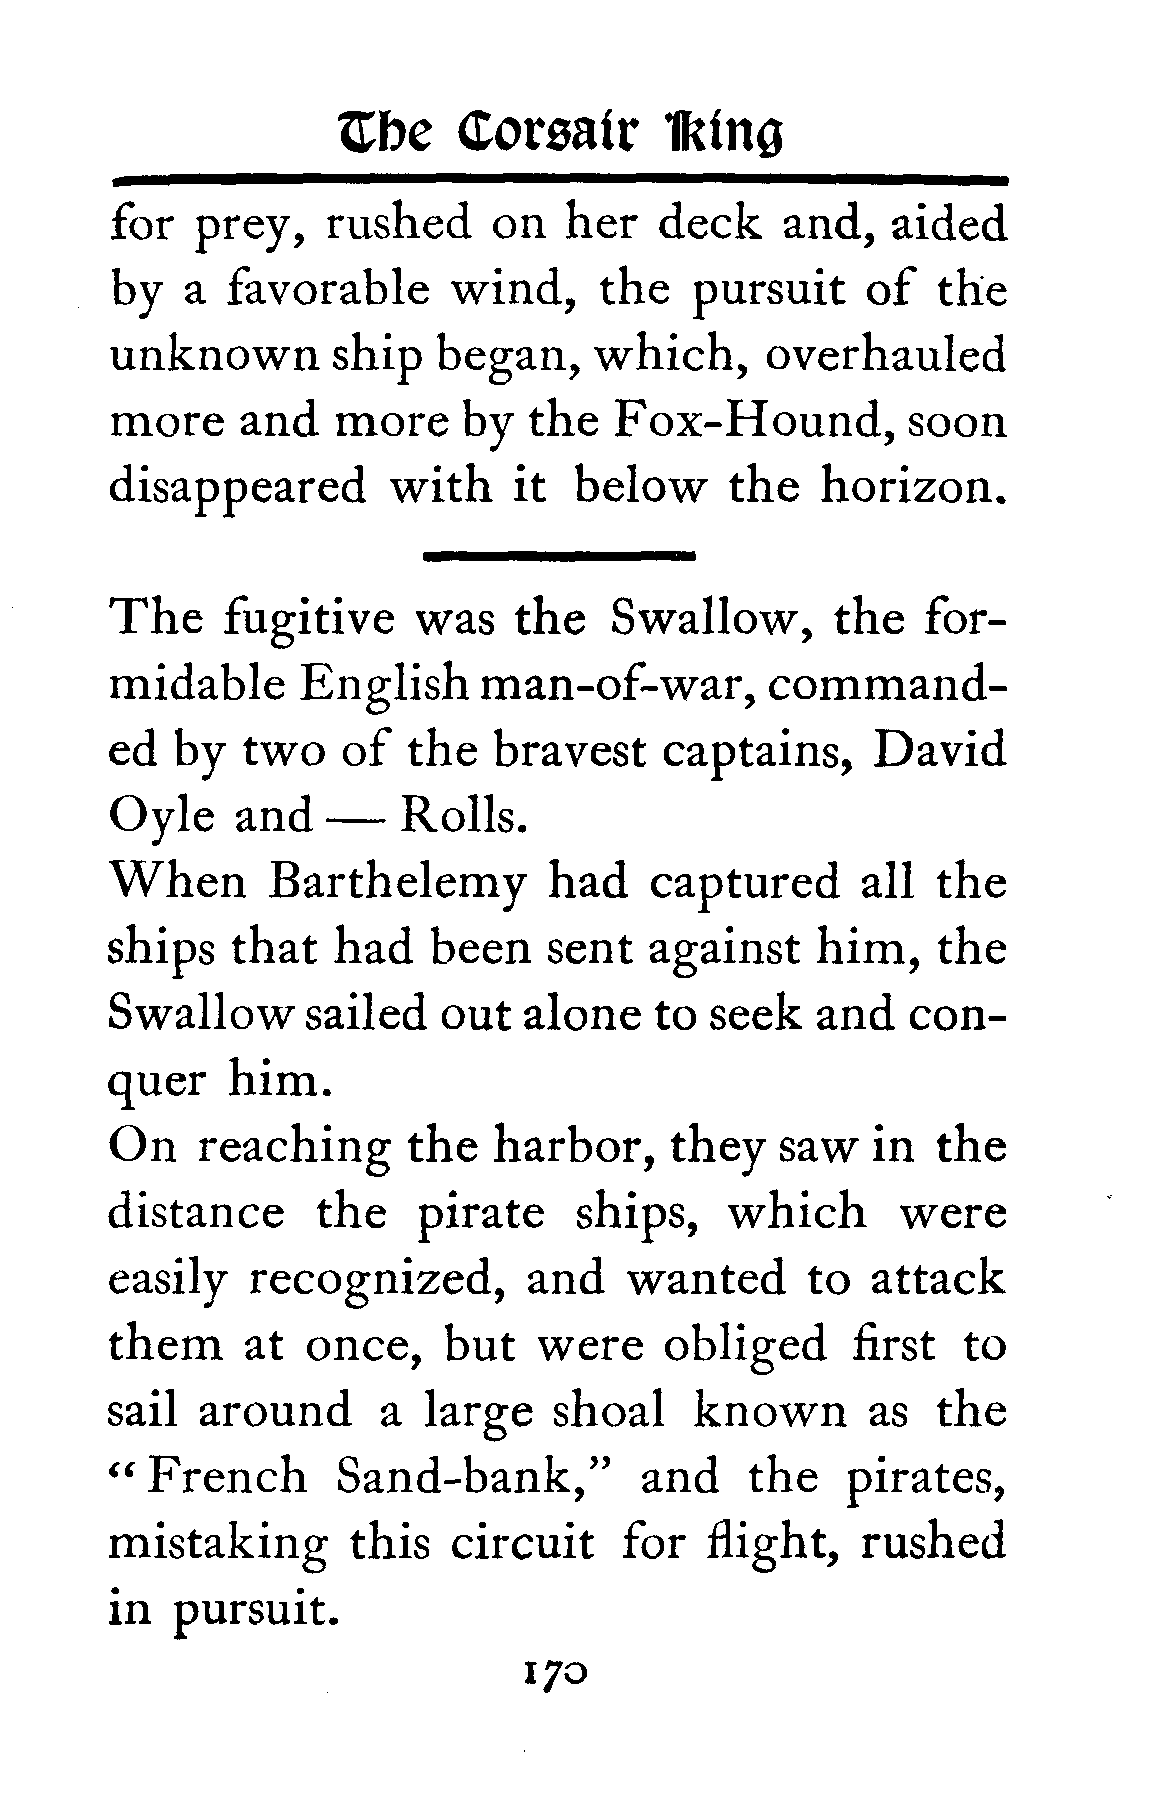 The Corsair King
for prey, rushed on her deck and, aided
by a favorable wind, the pursuit of the
unknown ship began, which, overhauled
more and more by the Fox-Hound, soon
disappeared with it below the horizon.
The fugitive was the Swallow, the for-
midable English man-of-war, command-
ed by two of the bravest captains, David
Oyle and — Rolls.
When Barthelemy had captured all the
ships that had been sent against him, the
Swallow sailed out alone to seek and con-
quer him.
On reaching the harbor, they saw in the
distance the pirate ships, which were
easily recognized, and wanted to attack
them at once, but were obliged first to
sail around a large shoal known as the
“French Sand-bank,” and the pirates,
mistaking this circuit for flight, rushed
in pursuit.
170